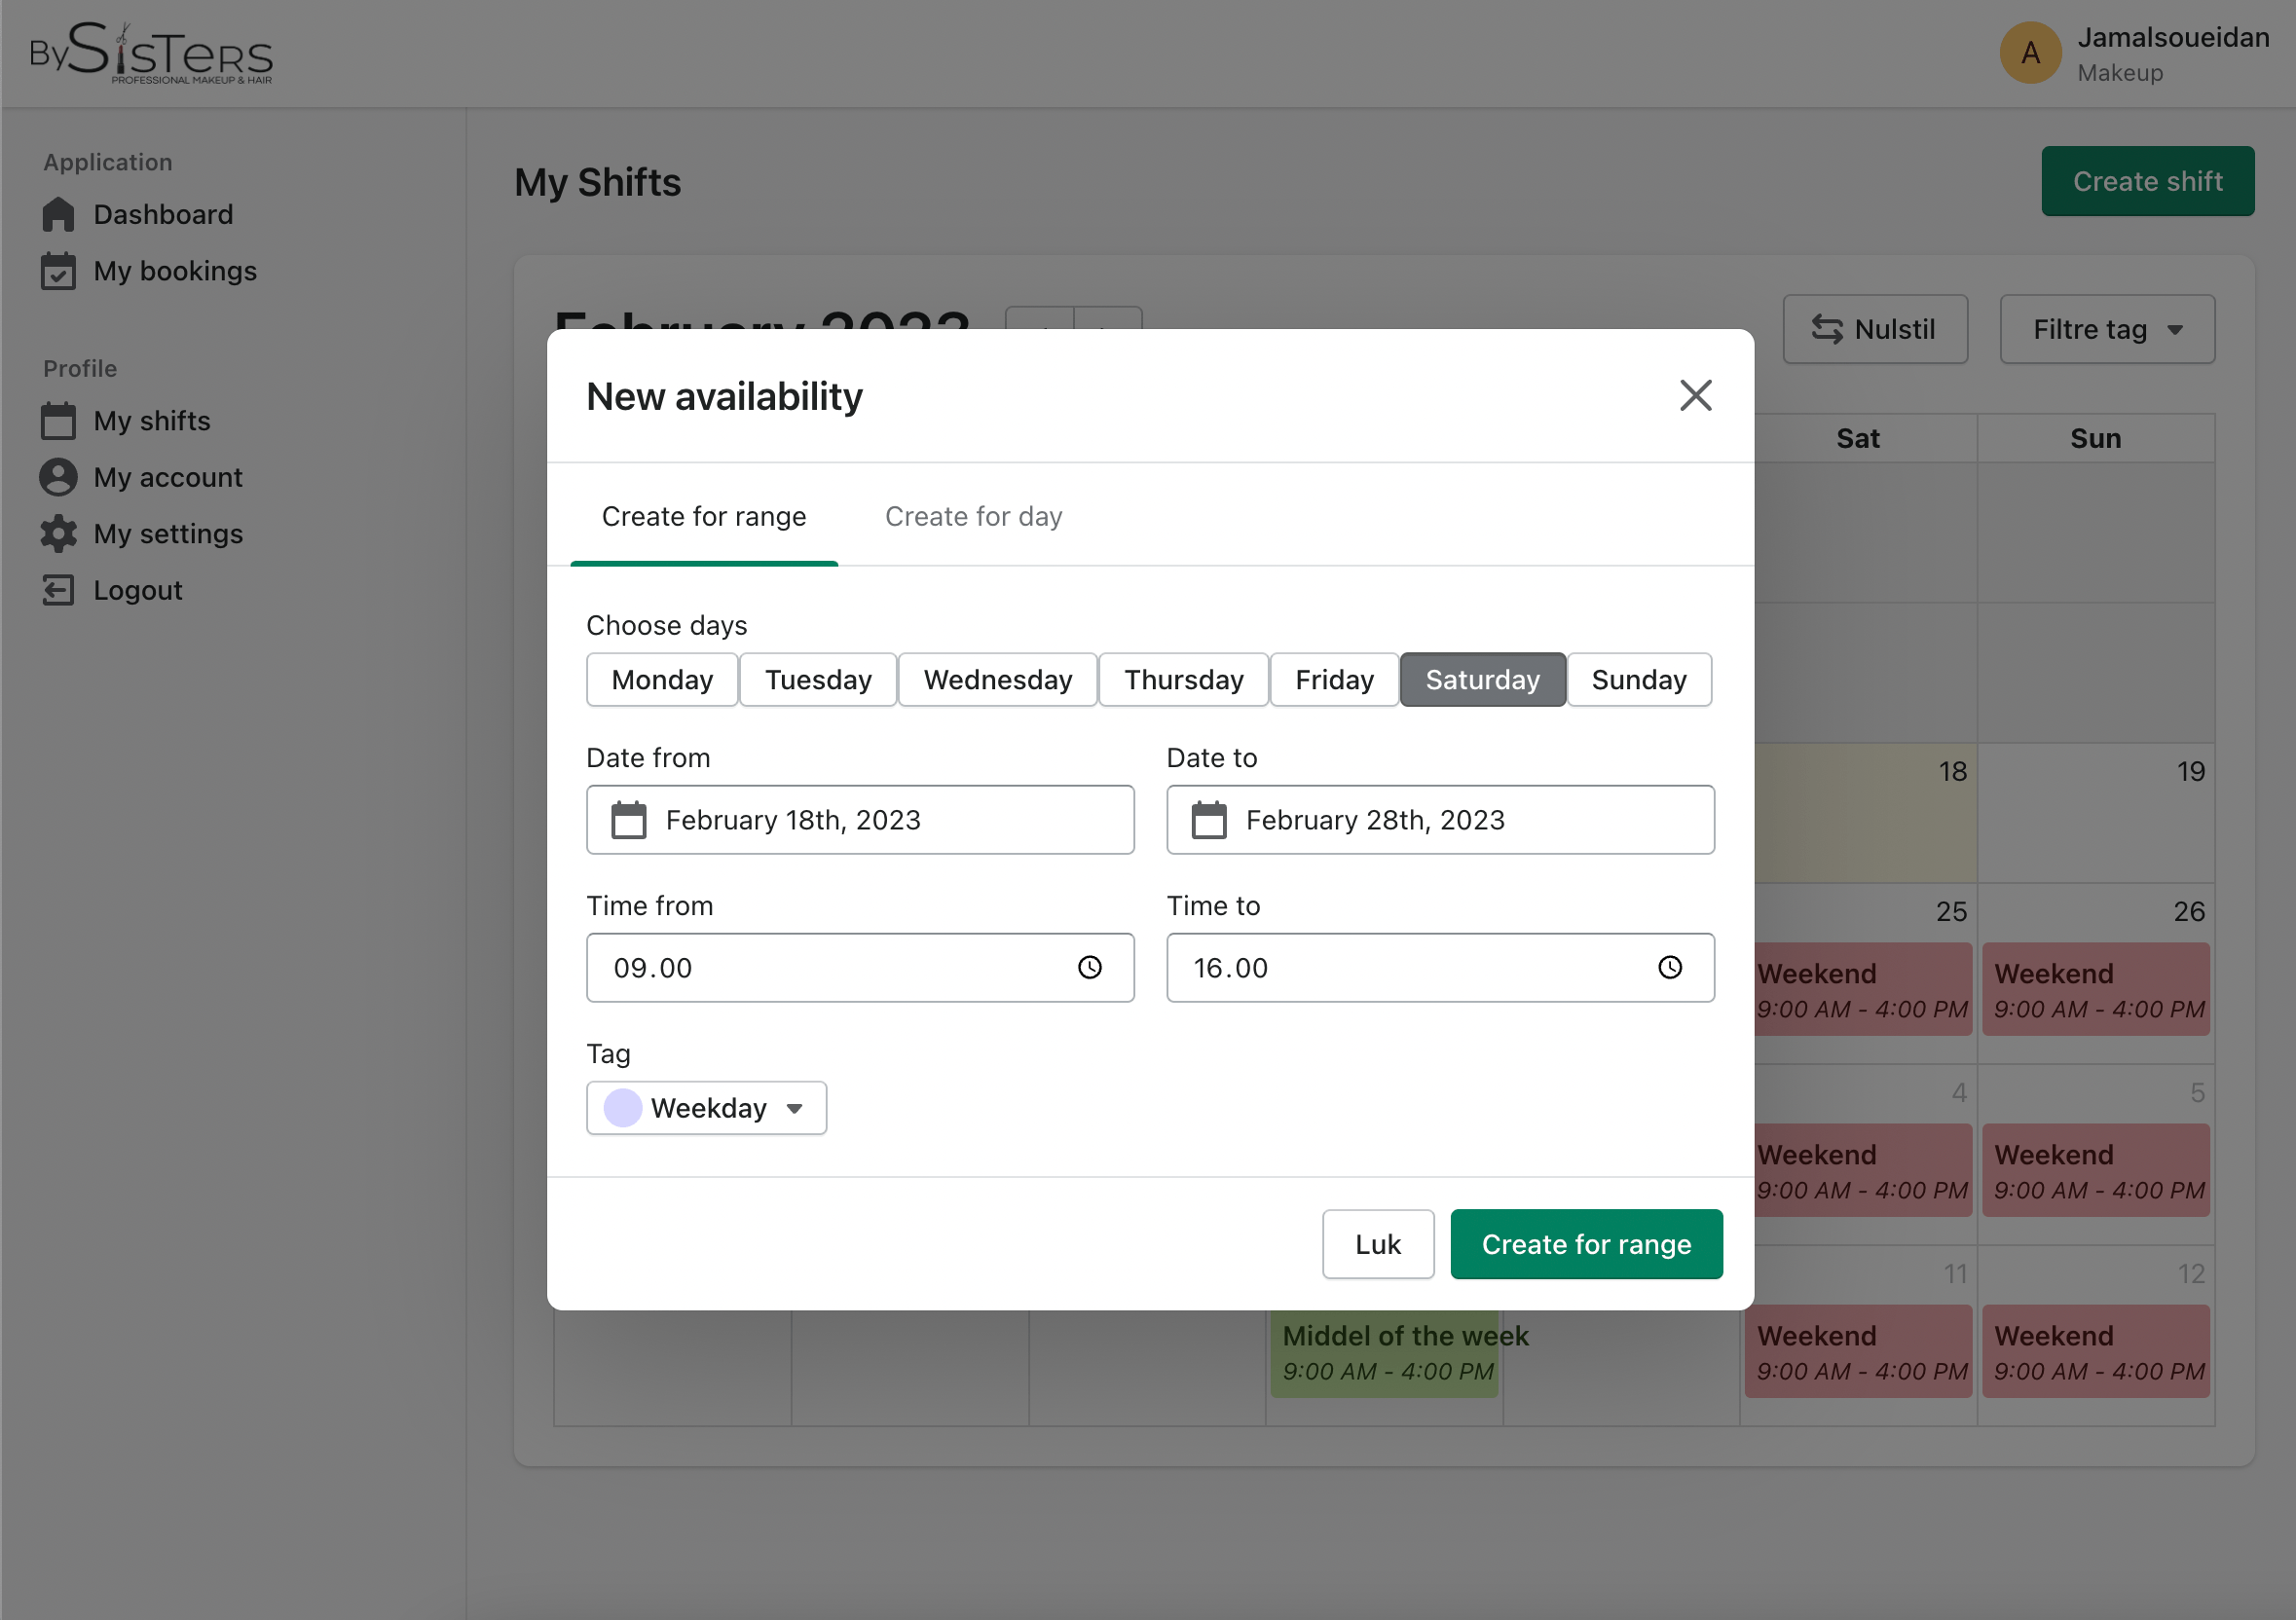 BySisTers
PROFESSIONAL MAKEUP & HAIR
A
Jamalsoueidan
Makeup
Application
Dashboard
My bookings
Profile
My shifts
My account
My settings
Logout
My Shifts
Create shift
February 2023
Nulstil
Filtre tag
Sat
Sun
18
19
25
26
Weekend
9:00 AM - 4:00 PM
Weekend
9:00 AM - 4:00 PM
4
5
Weekend
9:00 AM - 4:00 PM
Weekend
9:00 AM - 4:00 PM
11
12
Middel of the week
9:00 AM - 4:00 PM
Weekend
9:00 AM - 4:00 PM
Weekend
9:00 AM - 4:00 PM
New availability
Create for range
Create for day
Choose days
Monday
Tuesday
Wednesday
Thursday
Friday
Saturday
Sunday
Date from
Date to
February 18th, 2023
February 28th, 2023
Time from
Time to
09.00
16.00
Tag
Weekday
Luk
Create for range